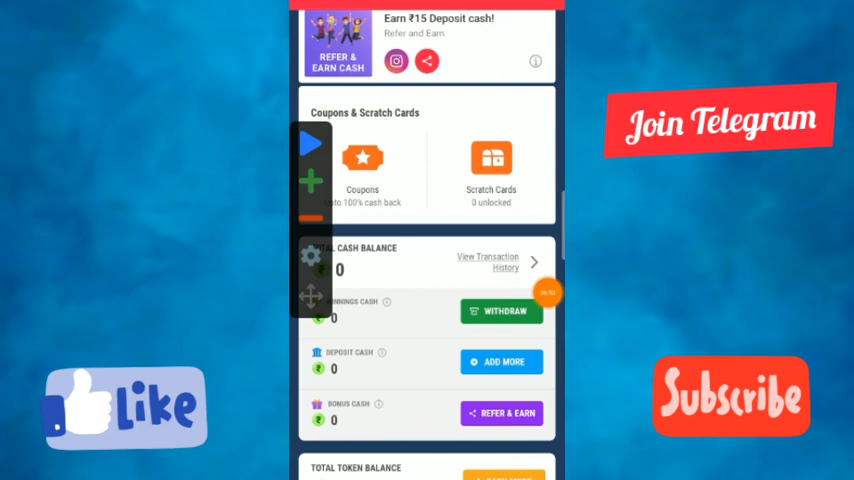 Earn ₹15 Deposit cash!
Refer and Earn
REFER &
EARN CASH
Join Telegram
Coupons & Scratch Cards
Coupons
Scratch Cards
to 100% cash back
0 unlocked
CASH BALANCE
View Transaction
History
₹ 0
CASH
₹ 0
WITHDRAW
DEPOSIT CASH
₹ 0
ADD MORE
BONUS CASH
₹ 0
REFER & EARN
Like
Subscribe
TOTAL TOKEN BALANCE